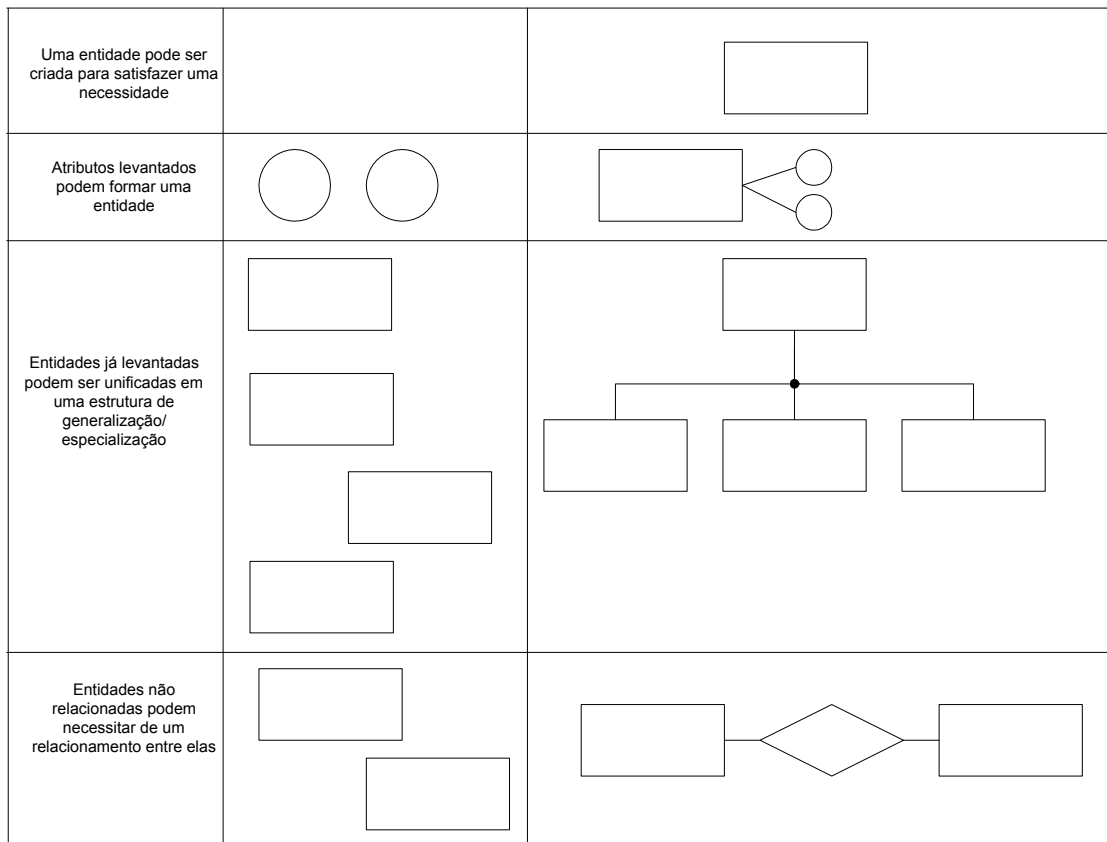 Uma entidade pode ser
criada para satisfazer uma
necessidade
Atributos levantados
podem formar uma
entidade
Entidades já levantadas
podem ser unificadas em
uma estrutura de
generalização/
especialização
Entidades não
relacionadas podem
necessitar de um
relacionamento entre elas